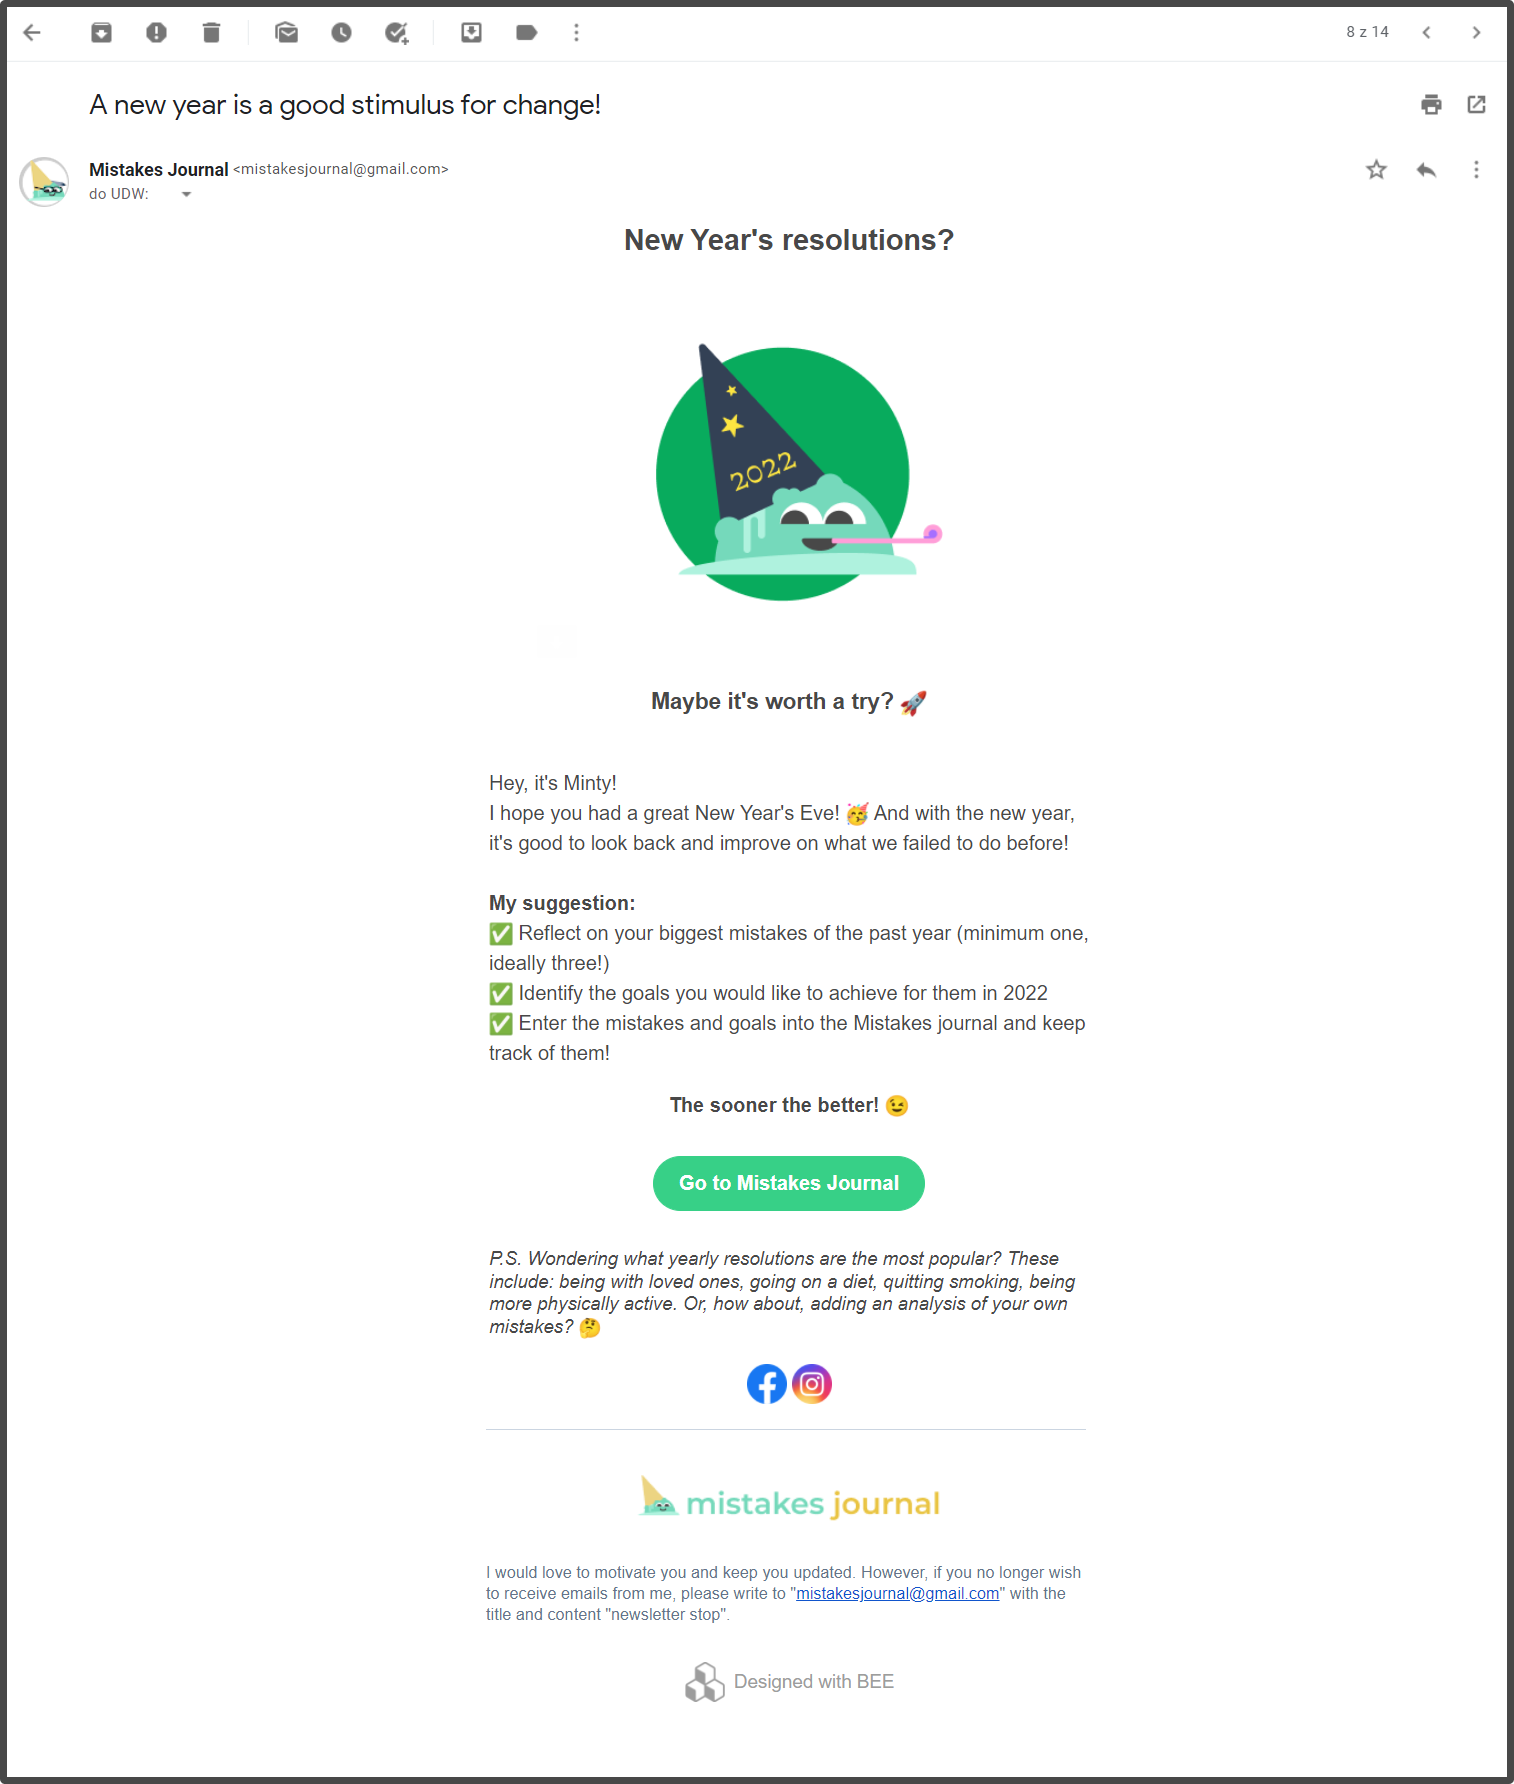 8 z 14
A new year is a good stimulus for change!
Mistakes Journal <mistakesjournal@gmail.com>
do UDW:
New Year's resolutions?
2022
Maybe it's worth a try? 🚀
Hey, it's Minty!
I hope you had a great New Year's Eve! 🥳 And with the new year,
it's good to look back and improve on what we failed to do before!
My suggestion:
✅ Reflect on your biggest mistakes of the past year (minimum one,
ideally three!)
✅ Identify the goals you would like to achieve for them in 2022
✅ Enter the mistakes and goals into the Mistakes journal and keep
track of them!
The sooner the better! 😉
Go to Mistakes Journal
P.S. Wondering what yearly resolutions are the most popular? These
include: being with loved ones, going on a diet, quitting smoking, being
more physically active. Or, how about, adding an analysis of your own
mistakes? 🤔
mistakes journal
I would love to motivate you and keep you updated. However, if you no longer wish
to receive emails from me, please write to "mistakesjournal@gmail.com" with the
title and content "newsletter stop".
Designed with BEE